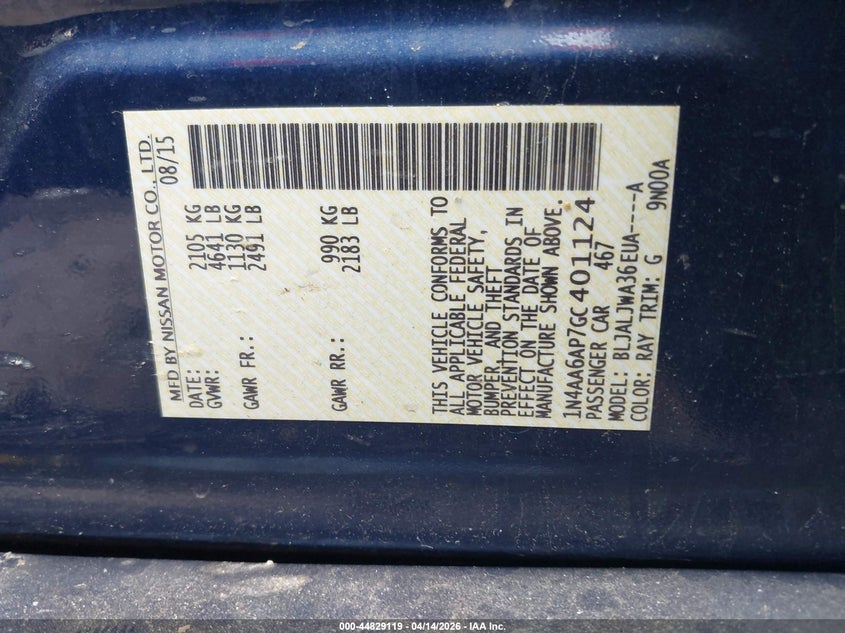 MFD BY NISSAN MOTOR CO., LTD.
DATE: 08/15
GVWR: 2105 KG
4641 LB
GAWR FR.: 1130 KG
2491 LB
GAWR RR.: 990 KG
2183 LB
THIS VEHICLE CONFORMS TO
ALL APPLICABLE FEDERAL
MOTOR VEHICLE SAFETY,
BUMPER, AND THEFT
PREVENTION STANDARDS IN
EFFECT ON THE DATE OF
MANUFACTURE SHOWN ABOVE.
1N4AA6AP7GC401124
PASSENGER CAR 467
MODEL: BLJALJWA36EUA----A
COLOR: RAY TRIM: G 9N00A
000-44829119 - 04/14/2026 - IAA Inc.